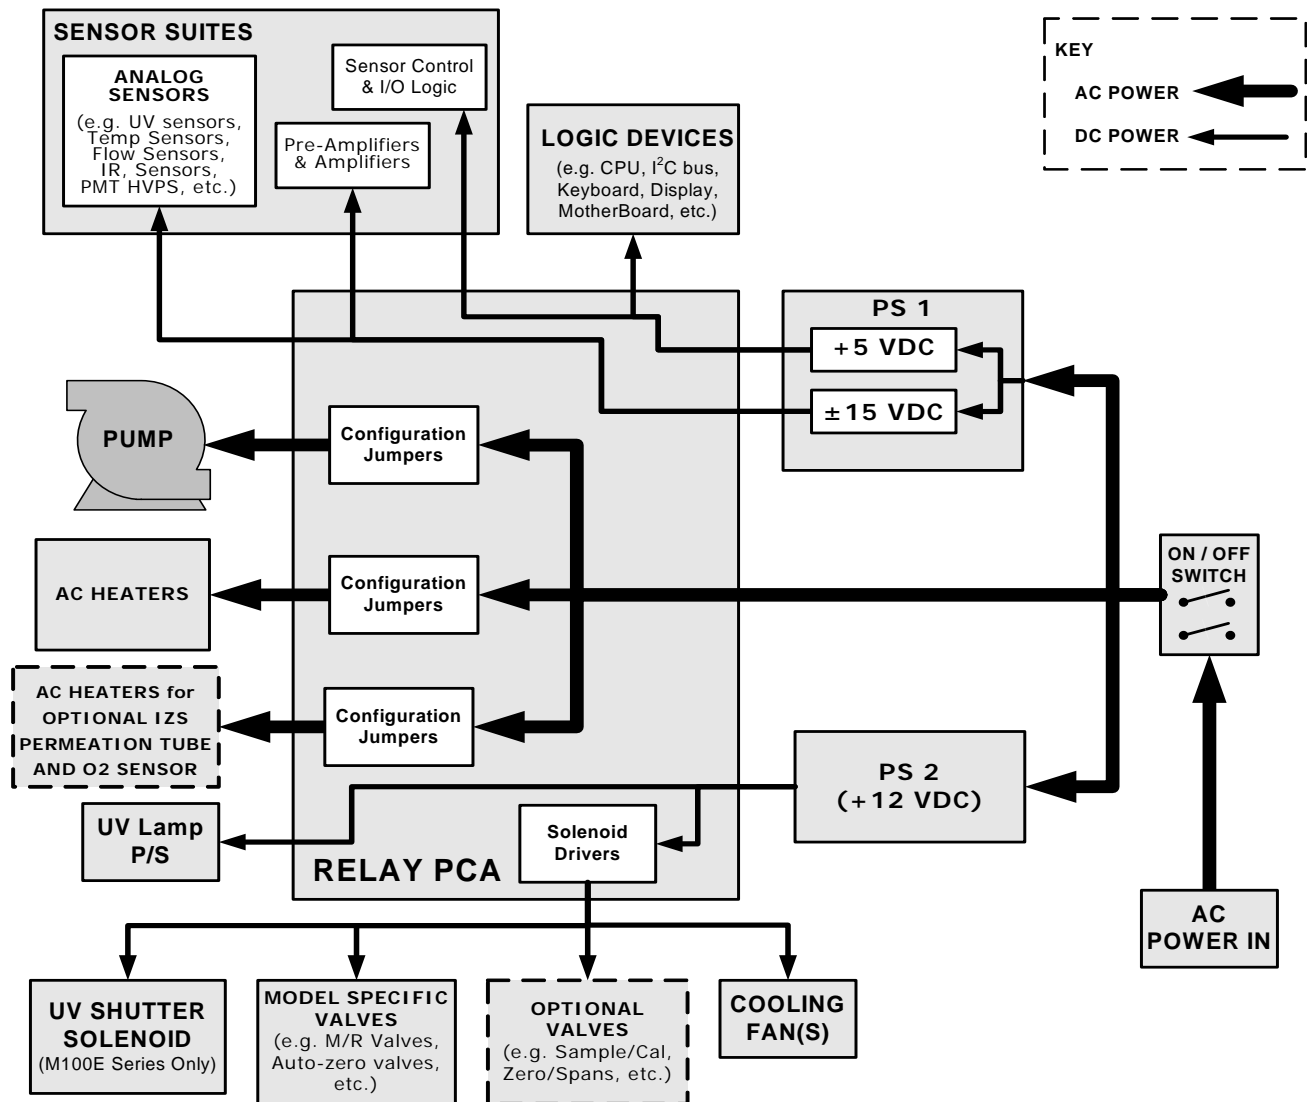 SENSOR SUITES
ANALOG
SENSORS
(e.g. UV sensors,
Temp Sensors,
Flow Sensors,
IR, Sensors,
PMT HVPS, etc.)
Sensor Control
& I/O Logic
Pre-Amplifiers
& Amplifiers
LOGIC DEVICES
(e.g. CPU, I²C bus,
Keyboard, Display,
MotherBoard, etc.)
KEY
AC POWER
DC POWER
PS 1
+5 VDC
±15 VDC
PUMP
Configuration
Jumpers
AC HEATERS
Configuration
Jumpers
ON / OFF
SWITCH
AC HEATERS for
OPTIONAL IZS
PERMEATION TUBE
AND O2 SENSOR
Configuration
Jumpers
PS 2
(+12 VDC)
UV Lamp
P/S
Solenoid
Drivers
RELAY PCA
AC
POWER IN
UV SHUTTER
SOLENOID
(M100E Series Only)
MODEL SPECIFIC
VALVES
(e.g. M/R Valves,
Auto-zero valves,
etc.)
OPTIONAL
VALVES
(e.g. Sample/Cal,
Zero/Spans, etc.)
COOLING
FAN(S)